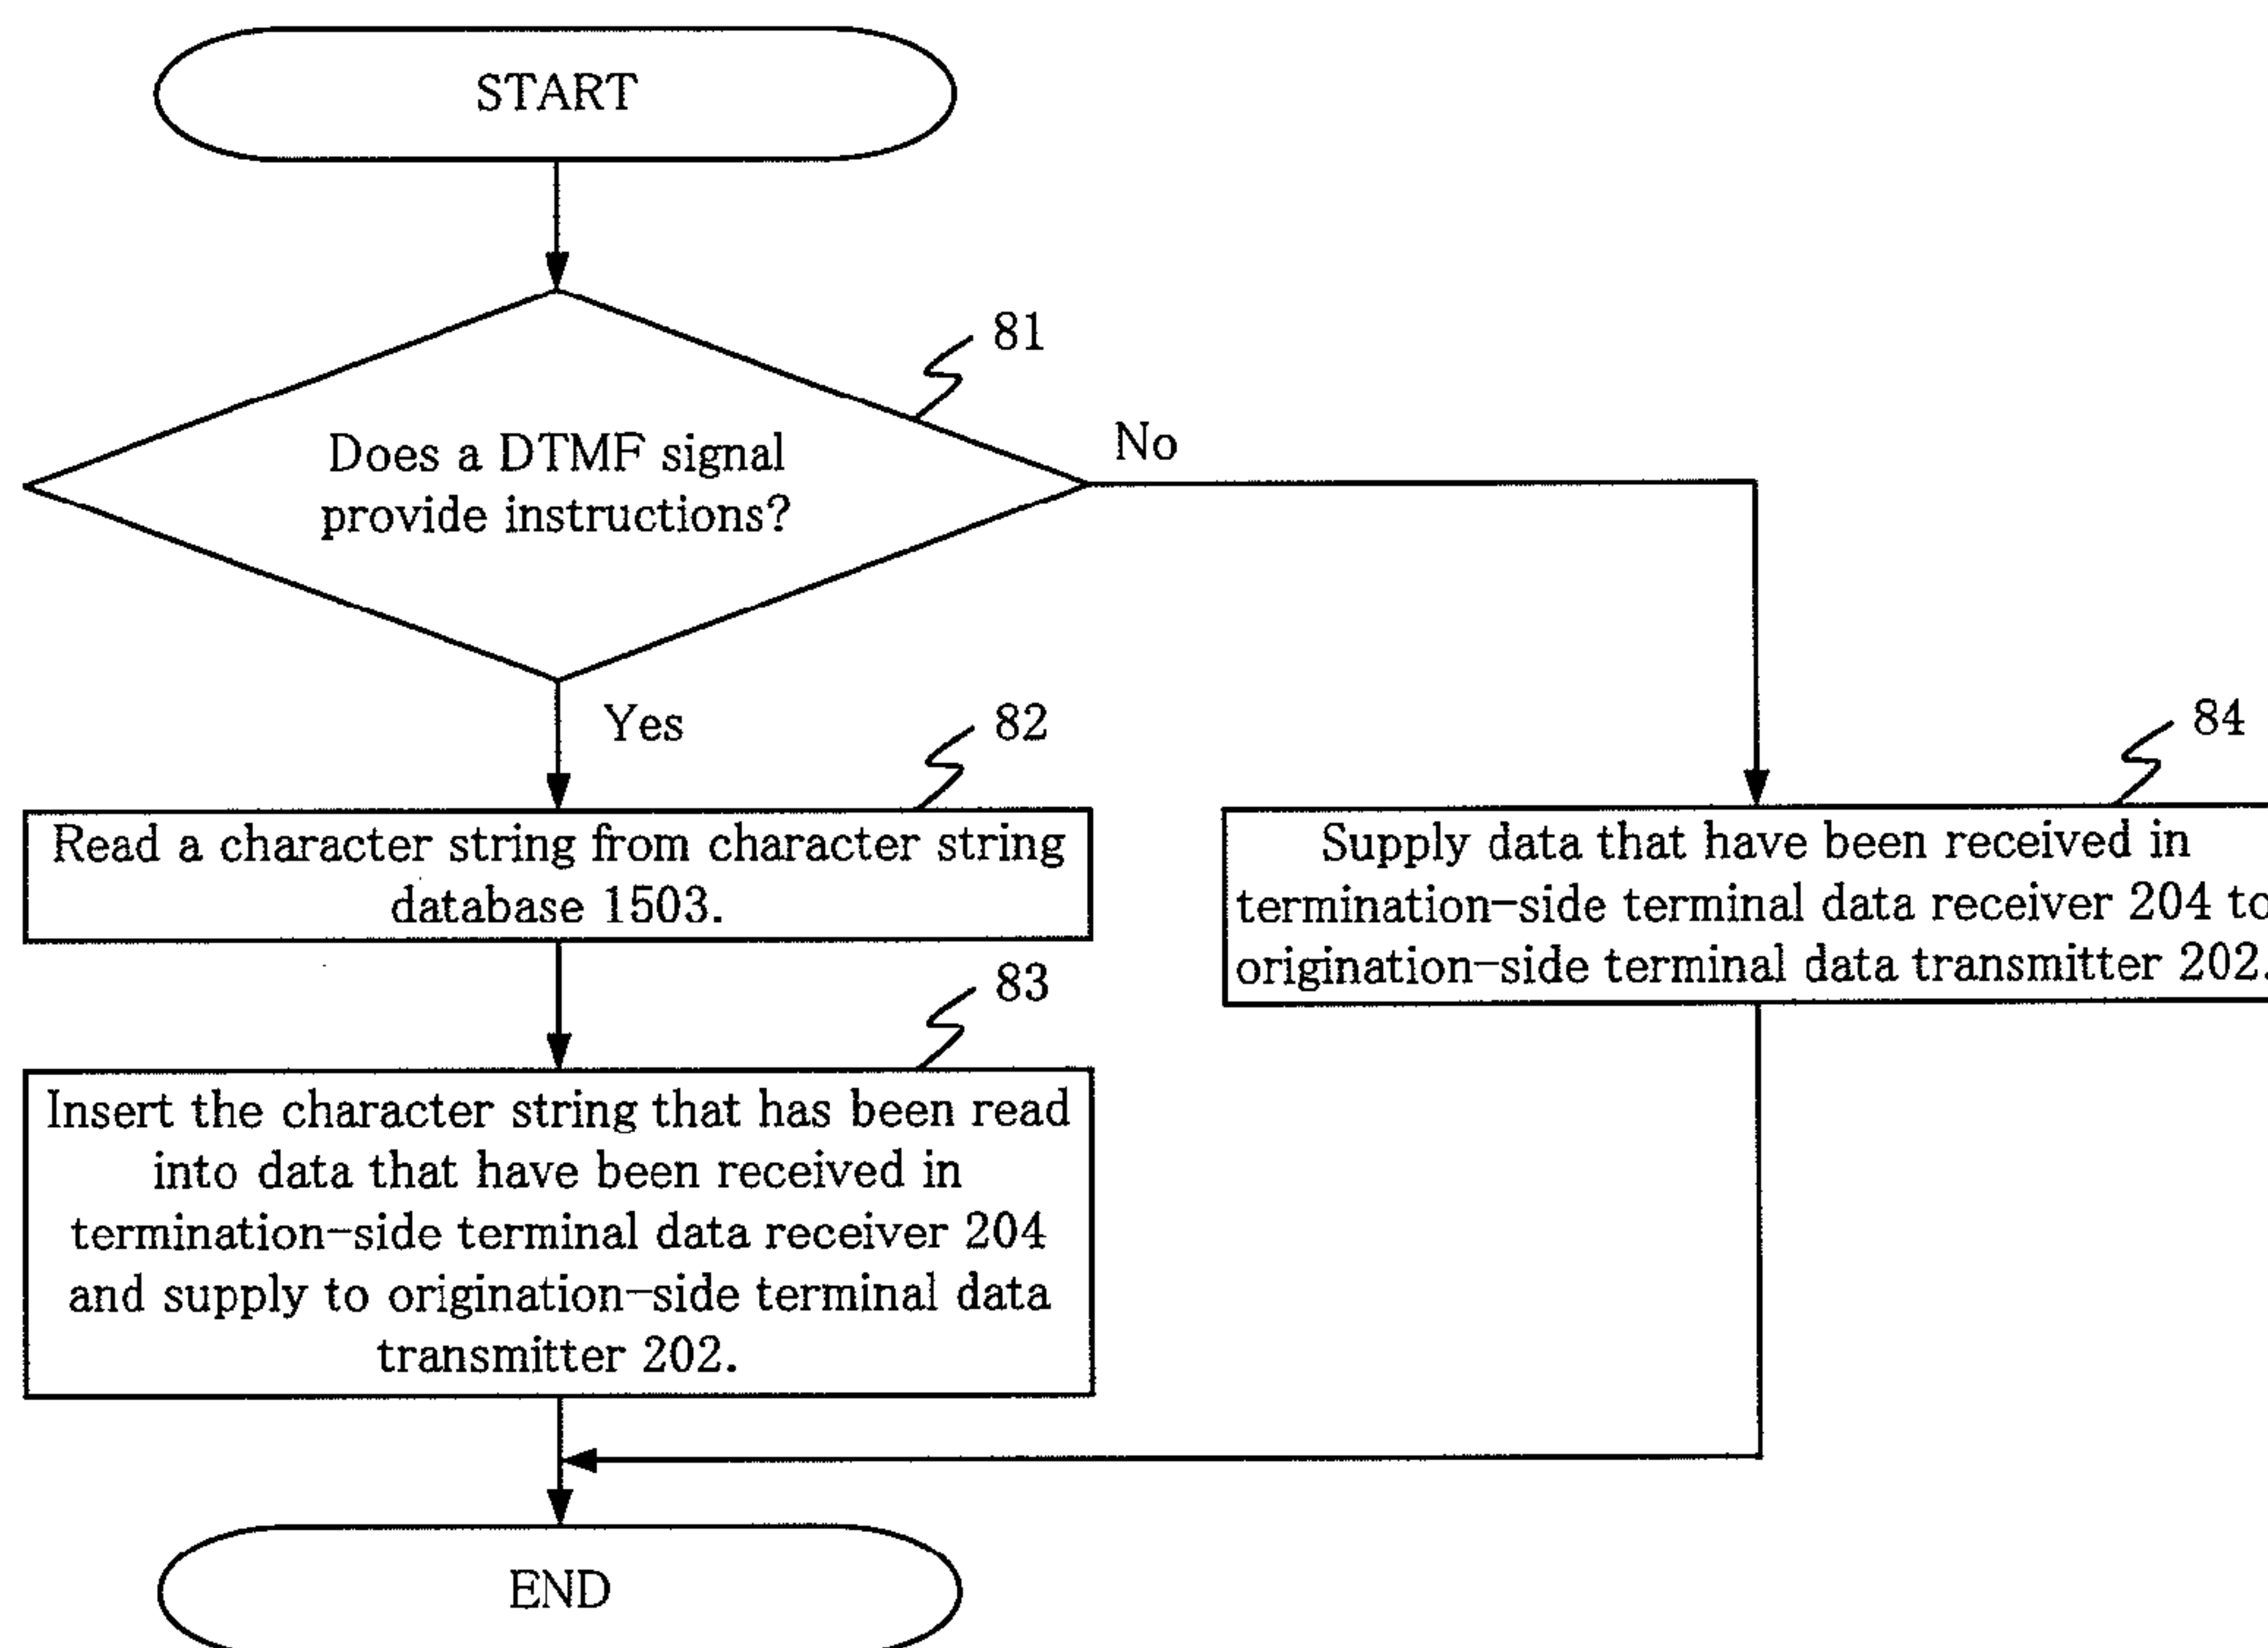 START
81
Does a DTMF signal
provide instructions?
No
Yes
82
Read a character string from character string
database 1503.
84
Supply data that have been received in
termination-side terminal data receiver 204 to
origination-side terminal data transmitter 202.
83
Insert the character string that has been read
into data that have been received in
termination-side terminal data receiver 204
and supply to origination-side terminal data
transmitter 202.
END